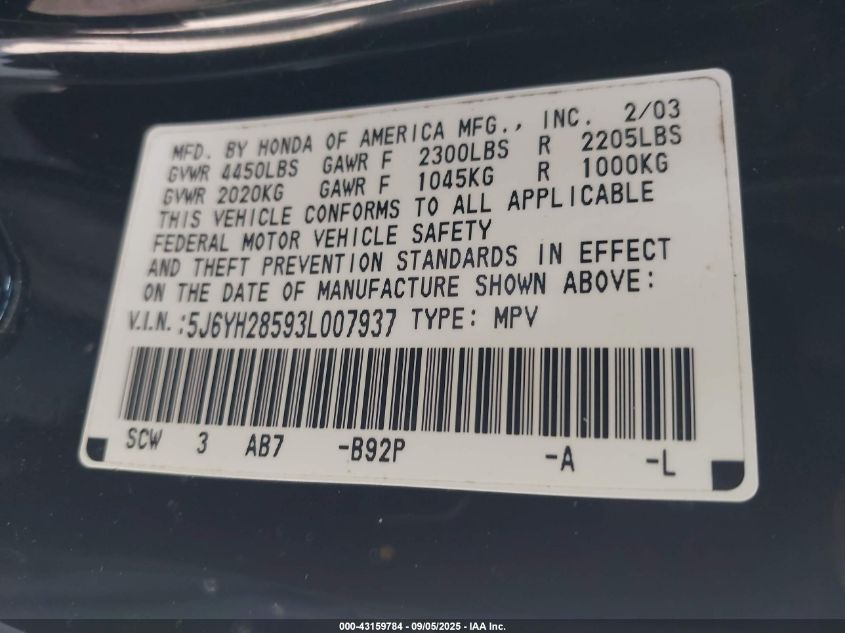 MFD. BY HONDA OF AMERICA MFG., INC. 2/03
GVWR 4450LBS GAWR F 2300LBS R 2205LBS
GVWR 2020KG GAWR F 1045KG R 1000KG
THIS VEHICLE CONFORMS TO ALL APPLICABLE
FEDERAL MOTOR VEHICLE SAFETY
AND THEFT PREVENTION STANDARDS IN EFFECT
ON THE DATE OF MANUFACTURE SHOWN ABOVE:
V.I.N.:5J6YH28593L007937 TYPE: MPV
SCW 3 AB7 -B92P -A -L
000-43159784 - 09/05/2025 - IAA Inc.